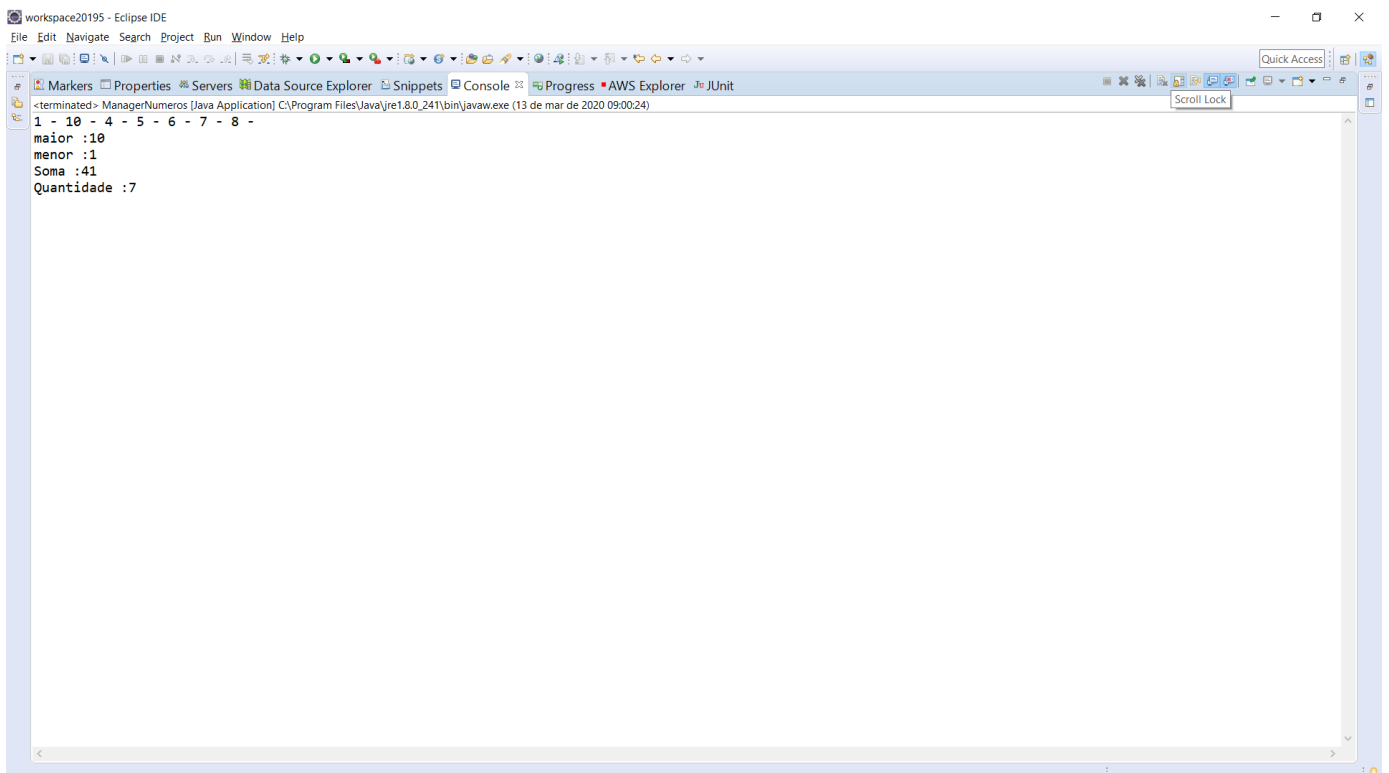 workspace20195 - Eclipse IDE
File Edit Navigate Search Project Run Window Help
Quick Access
Markers Properties Servers Data Source Explorer Snippets Console Progress AWS Explorer JUnit
<terminated> ManagerNumeros [Java Application] C:\Program Files\Java\jre1.8.0_241\bin\javaw.exe (13 de mar de 2020 09:00:24)
Scroll Lock
1 - 10 - 4 - 5 - 6 - 7 - 8 -
maior :10
menor :1
Soma :41
Quantidade :7